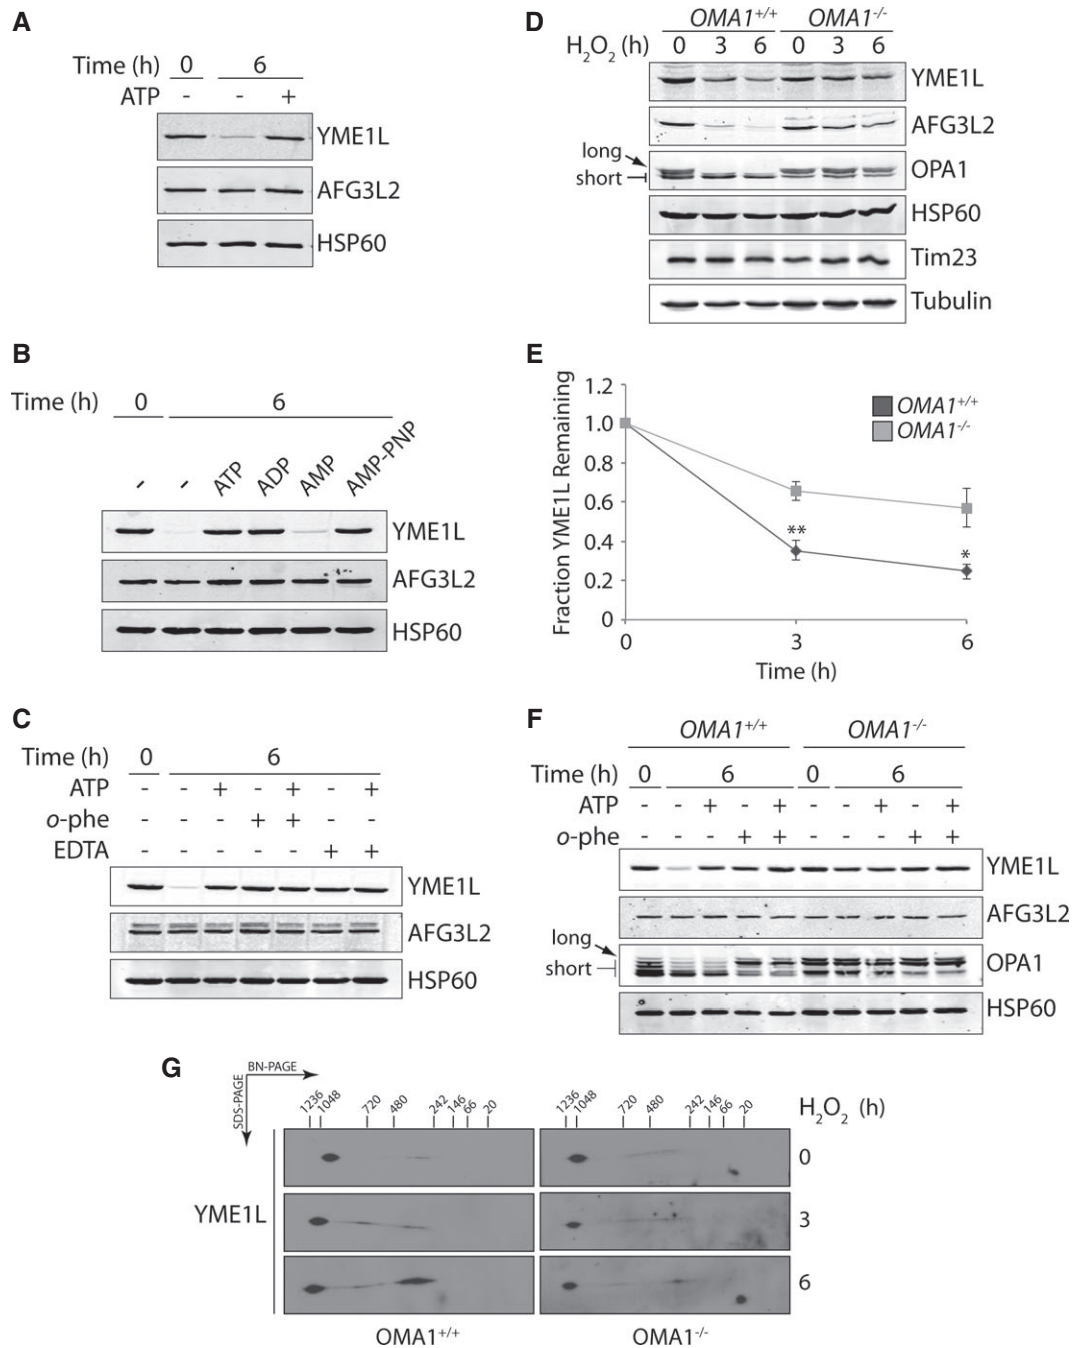 A
Time (h) 0 6
ATP - - +
YME1L
AFG3L2
HSP60
B
Time (h) 0 6
- - ATP ADP AMP AMP-PNP
YME1L
AFG3L2
HSP60
C
Time (h) 0 6
ATP - - + - + - +
o-phe - - - + + - -
EDTA - - - - - + +
YME1L
AFG3L2
HSP60
D
OMA1+/+ OMA1-/-
H2O2 (h) 0 3 6 0 3 6
YME1L
AFG3L2
long
short
OPA1
HSP60
Tim23
Tubulin
E
Fraction YME1L Remaining
1.2
1.0
0.8
0.6
0.4
0.2
0
OMA1+/+
OMA1-/-
**
*
0 3 6
Time (h)
F
OMA1+/+ OMA1-/-
Time (h) 0 6 0 6
ATP - - + - + - - + - +
o-phe - - - + + - - - + +
YME1L
AFG3L2
long
short
OPA1
HSP60
G
BN-PAGE
SDS-PAGE
1236 1048 720 480 242 146 66 20
1236 1048 720 480 242 146 66 20
H2O2 (h)
0
YME1L
3
6
OMA1+/+ OMA1-/-